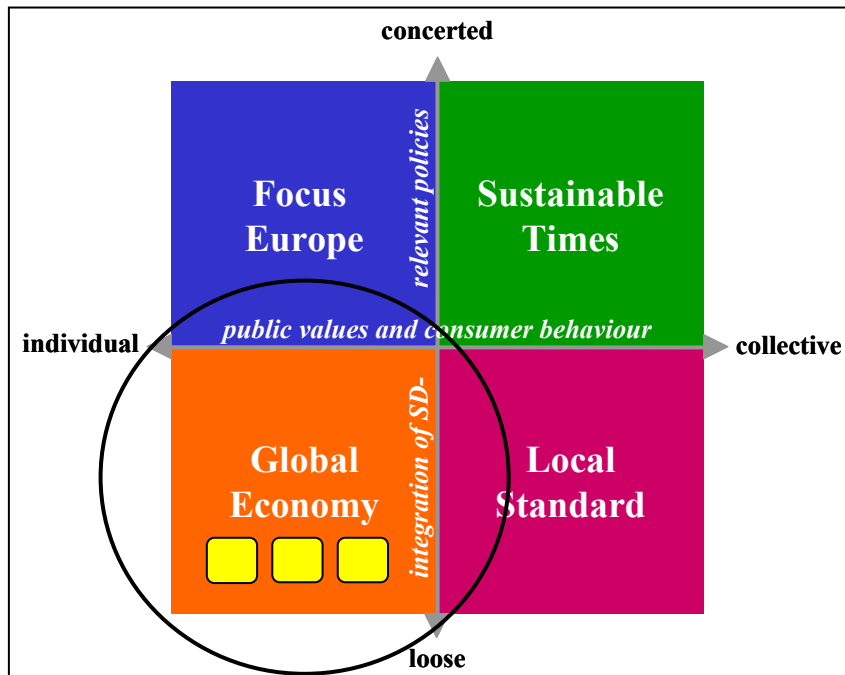 concerted
Focus
Europe
relevant policies
Sustainable
Times
public values and consumer behaviour
individual
collective
Global
Economy
integration of SD-
Local
Standard
loose